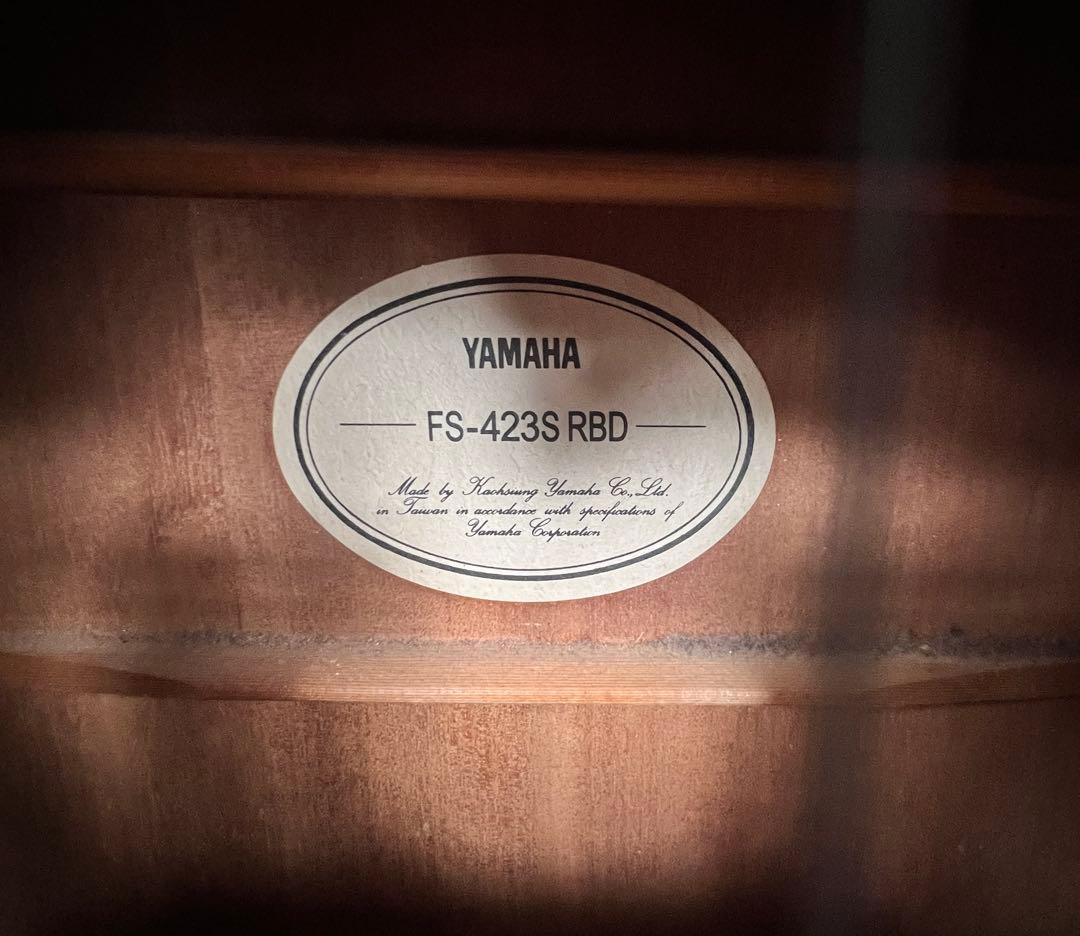 YAMAHA
FS-423S RBD
Made by Kaohsiung Yamaha Co., Ltd.
in Taiwan in accordance with specifications of
Yamaha Corporation